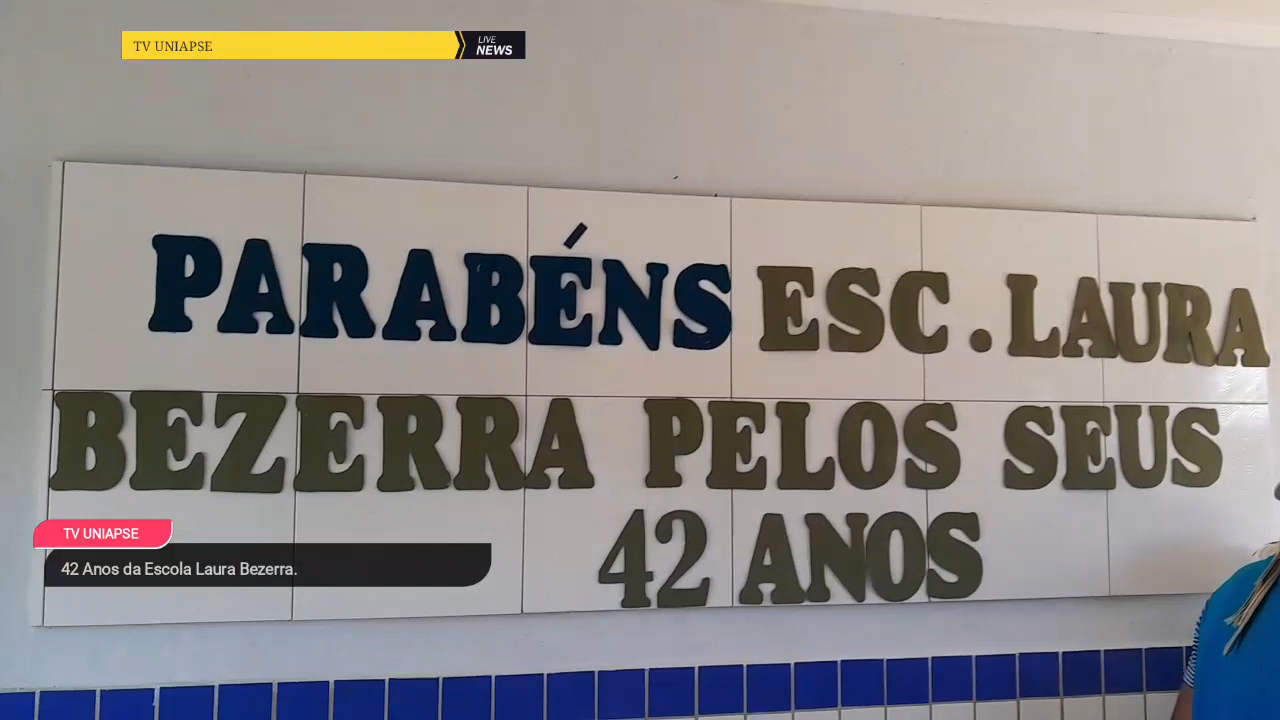 TV UNIAPSE
LIVE
NEWS
PARABÉNS ESC. LAURA
BEZERRA PELOS SEUS
42 ANOS
TV UNIAPSE
42 Anos da Escola Laura Bezerra.